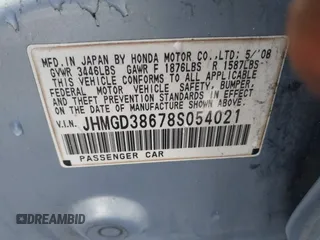 MFD. IN JAPAN BY HONDA MOTOR CO., LTD. 5/'08
GVWR 3446LBS GAWR F 1876LBS R 1587LBS
THIS VEHICLE CONFORMS TO ALL APPLICABLE
FEDERAL MOTOR VEHICLE SAFETY, BUMPER,
AND THEFT PREVENTION STANDARDS IN EFFECT ON
THE DATE OF MANUFACTURE SHOWN ABOVE.
V.I.N. JHMGD38678S054021
PASSENGER CAR
DREAMBID